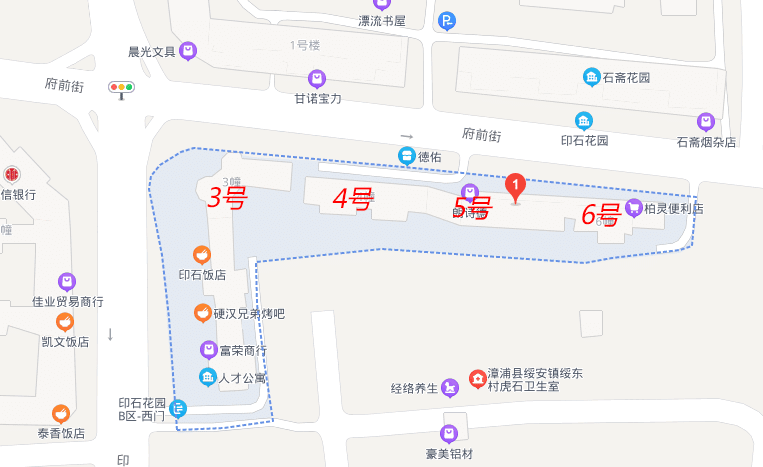 漂流书屋
P
晨光文具
1号楼
府前街
甘诺宝力
石斋花园
府前街
印石花园
石斋烟杂店
德佑
信银行
3幢
3号
4号
幢
1
5号
6号
柏灵便利店
幢
印石饭店
佳业贸易商行
硬汉兄弟烤吧
凯文饭店
富荣商行
人才公寓
漳浦县绥安镇绥东
村虎石卫生室
经络养生
印石花园
B区-西门
泰香饭店
豪美铝材
印